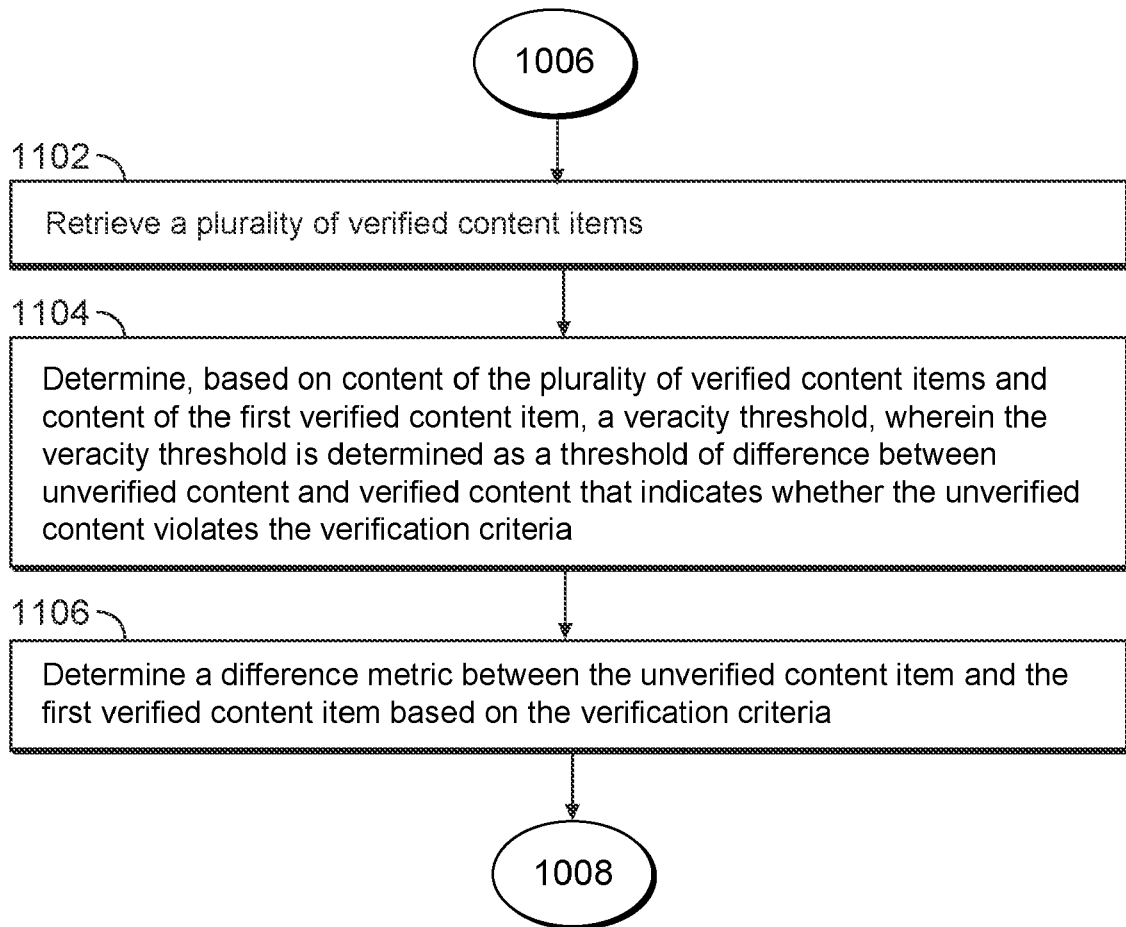 1006
1102
Retrieve a plurality of verified content items
1104
Determine, based on content of the plurality of verified content items and
content of the first verified content item, a veracity threshold, wherein the
veracity threshold is determined as a threshold of difference between
unverified content and verified content that indicates whether the unverified
content violates the verification criteria
1106
Determine a difference metric between the unverified content item and the
first verified content item based on the verification criteria
1008